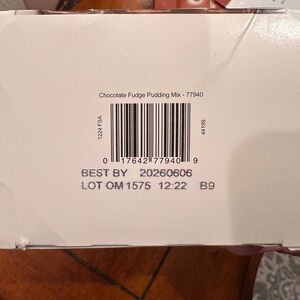 Chocolate Fudge Pudding Mix - 77940
1224 FSA
44199
0 17642 77940 9
BEST BY 20260606
LOT OM 1575 12:22 B9